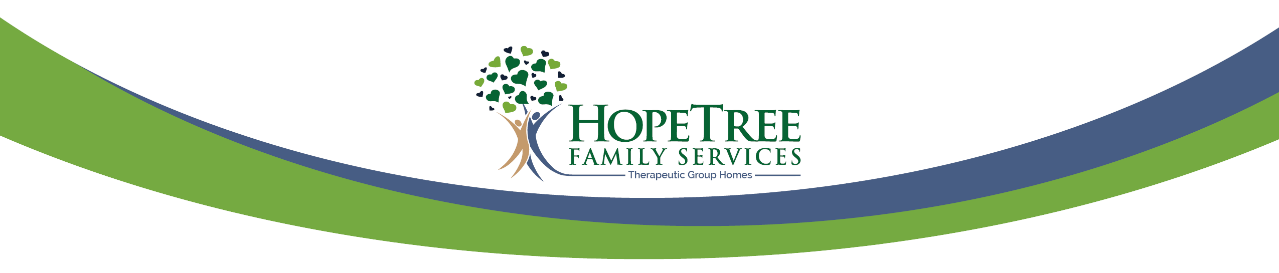 HOPETREE
FAMILY SERVICES
Therapeutic Group Homes